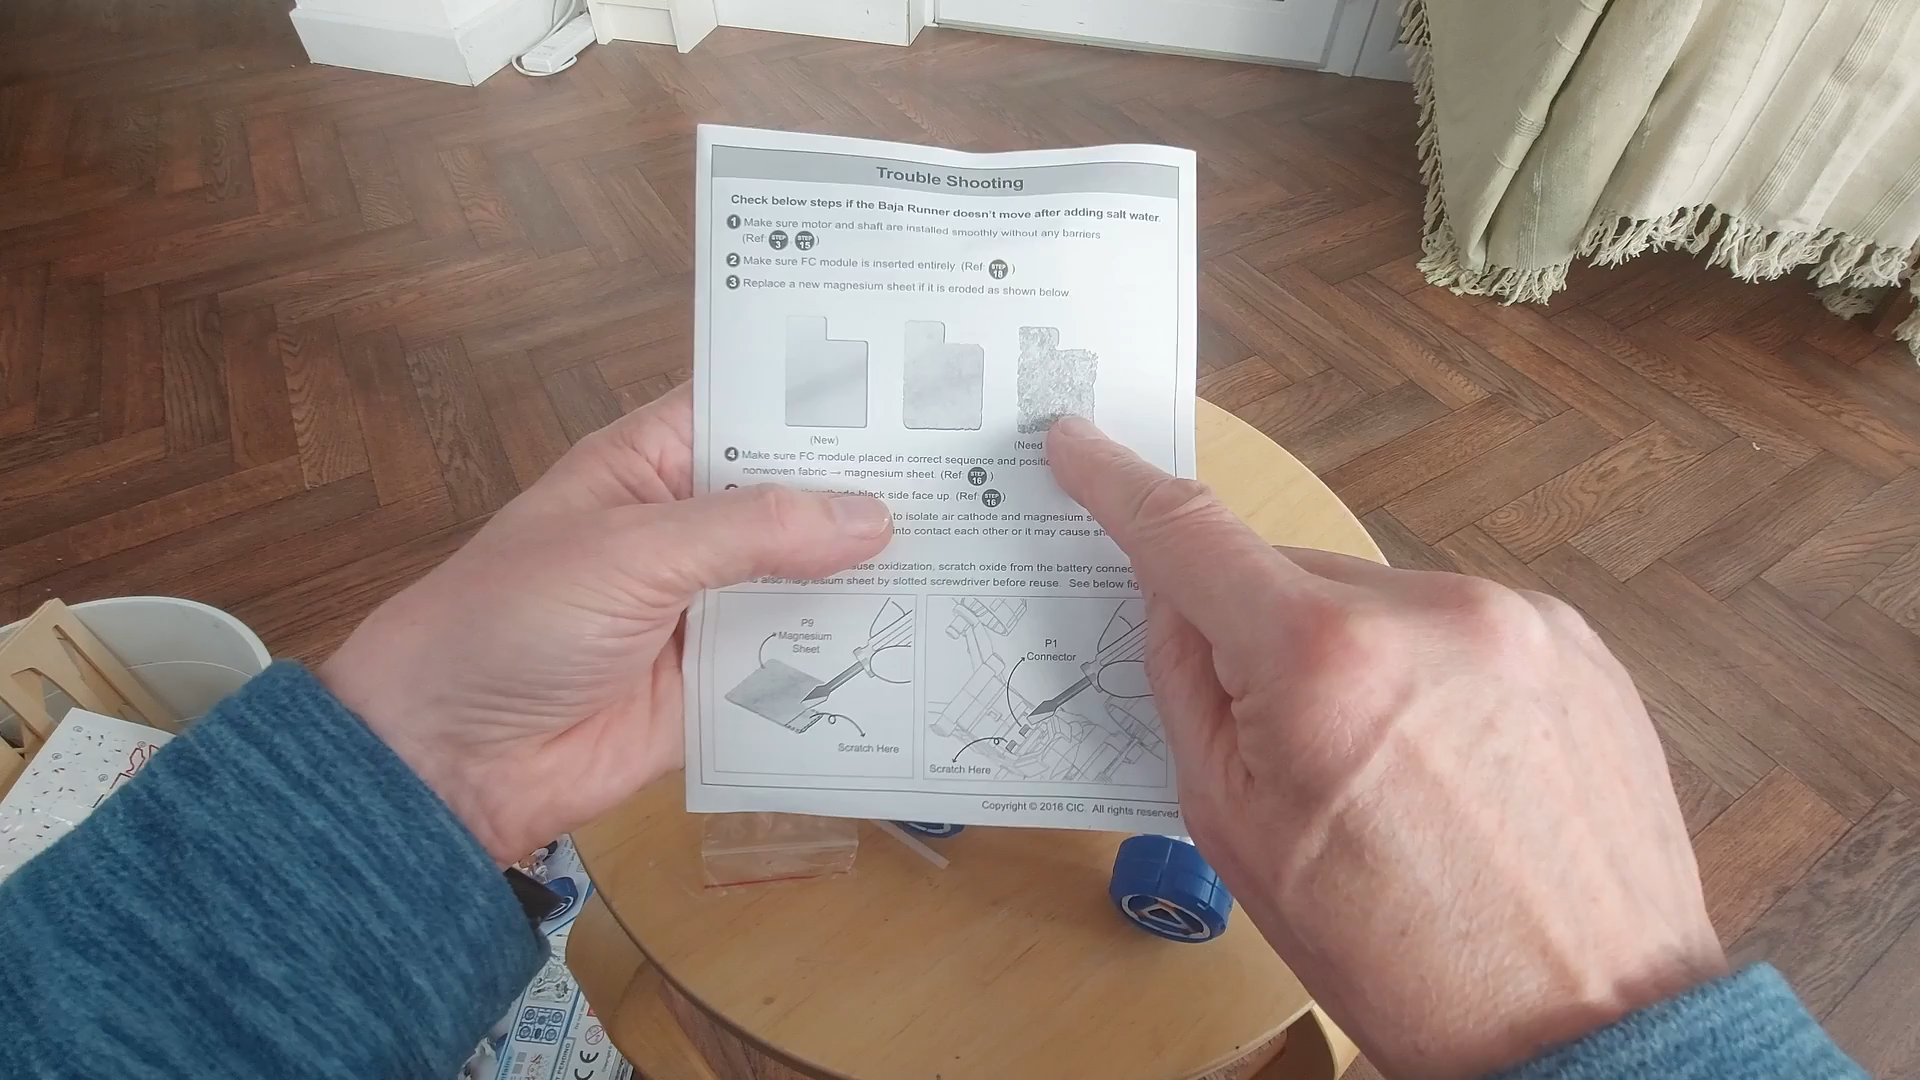 Trouble Shooting
Check below steps if the Baja Runner doesn't move after adding salt water.
1 Make sure motor and shaft are installed smoothly without any barriers
(Ref: STEP 3 , STEP 15 )
2 Make sure FC module is inserted entirely (Ref: STEP 18 )
3 Replace a new magnesium sheet if it is eroded as shown below.
(New)
(Need
4 Make sure FC module placed in correct sequence and
nonwoven fabric → magnesium sheet. (Ref: STEP 16 )
black side face up. (Ref: STEP 16 )
to isolate air cathode and magnesium
into contact each other or it may cause
oxidization, scratch oxide from the battery
also magnesium sheet by slotted screwdriver before reuse. See below
P9
Magnesium
Sheet
Scratch Here
P1
Connector
Scratch Here
Copyright © 2016 CIC. All rights reserved
PENDING
CE